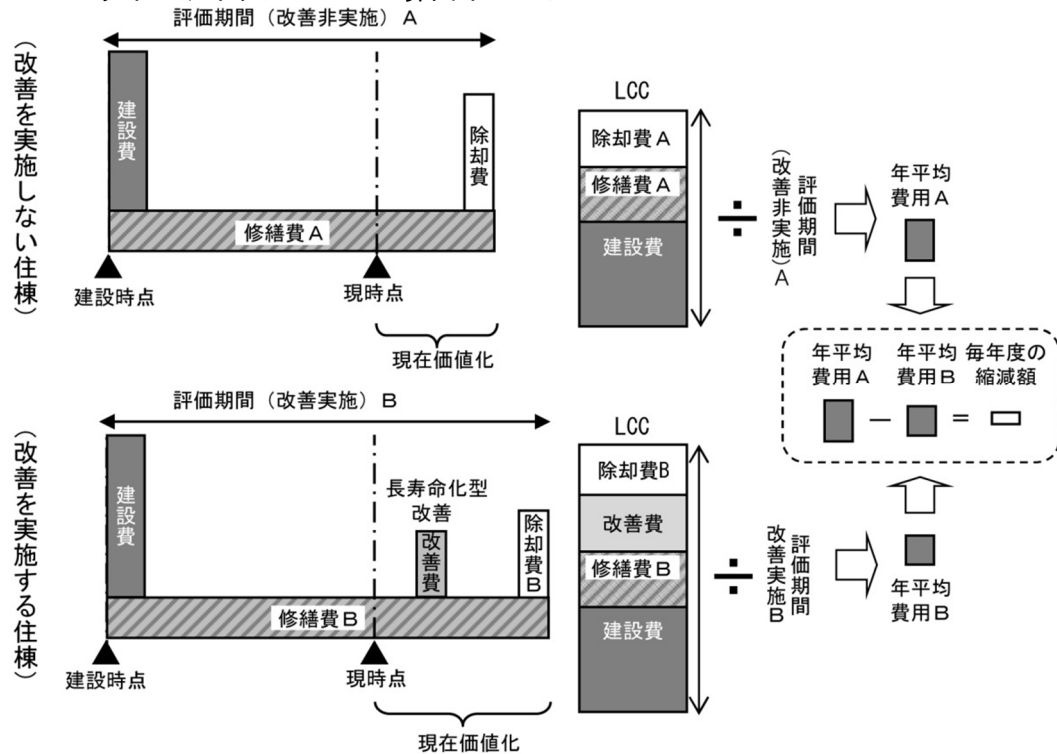 評価期間（改善非実施）A
（改善を実施しない住棟）
建設費
除却費
修繕費A
建設時点
現時点
現在価値化
LCC
除却費A
修繕費A
建設費
÷
評価期間
（改善非実施）A
年平均
費用A
年平均
費用A
年平均
費用B
毎年度の
縮減額
－
＝
評価期間（改善実施）B
（改善を実施する住棟）
建設費
長寿命化型
改善
改善費
除却費B
修繕費B
建設時点
現時点
現在価値化
LCC
除却費B
改善費
修繕費B
建設費
÷
評価期間
改善実施B
年平均
費用B